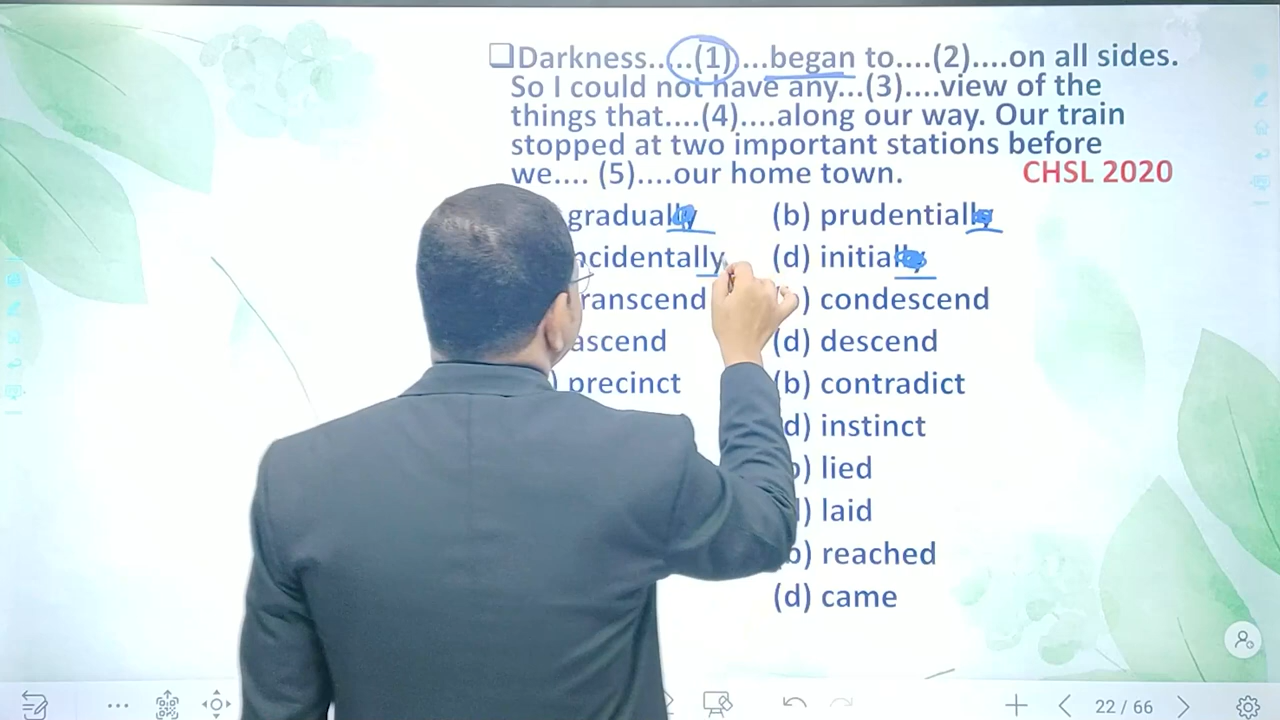 ❑Darkness.....(1)....began to....(2)....on all sides.
So I could not have any...(3)....view of the
things that....(4)....along our way. Our train
stopped at two important stations before
we.... (5)....our home town.
CHSL 2020
gradually (b) prudentially
(d) initially
condescend
ascend (d) descend
) precinct (b) contradict
d) instinct
) lied
) laid
b) reached
(d) came
22 / 66